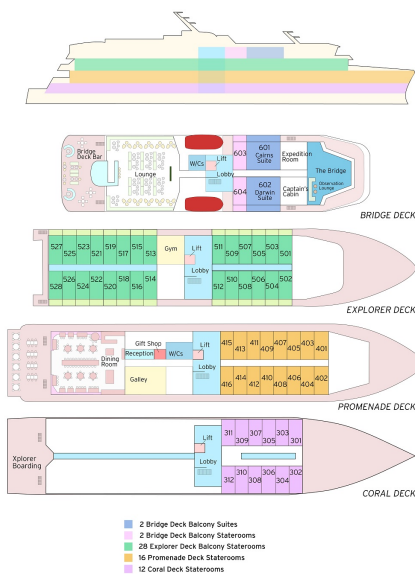 Bridge
Deck Bar
Lounge
W/Cs
Lift
Lobby
603
604
601
Cairns
Suite
602
Darwin
Suite
Expedition
Room
Captain's
Cabin
The Bridge
Observation
Lounge
BRIDGE DECK
527 525 523 521 519 517 515 513
Gym
Lift
Lobby
511 509 507 505 503 501
528 526 524 522 520 518 516 514
512 510 508 506 504 502
EXPLORER DECK
Dining
Room
Gift Shop
Reception
W/Cs
Lift
Lobby
Galley
415 413 411 409 407 405 403 401
416 414 412 410 408 406 404 402
PROMENADE DECK
Xplorer
Boarding
Lift
Lobby
311 309 307 305 303 301
312 310 308 306 304 302
CORAL DECK
2 Bridge Deck Balcony Suites
2 Bridge Deck Balcony Staterooms
28 Explorer Deck Balcony Staterooms
16 Promenade Deck Staterooms
12 Coral Deck Staterooms